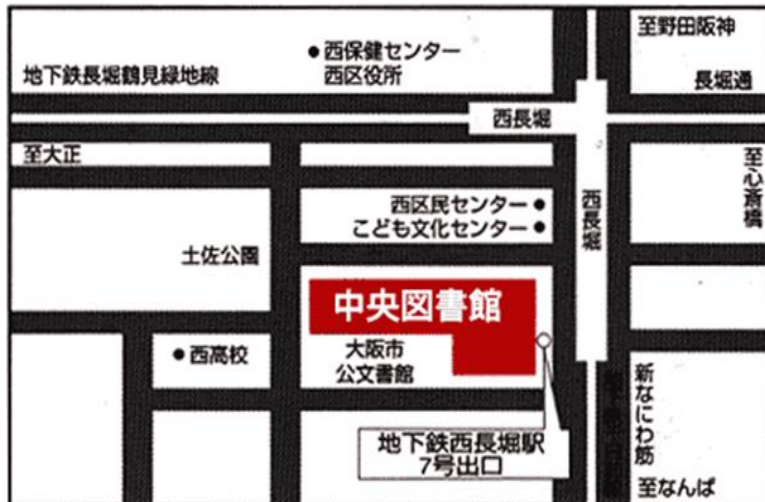 至野田阪神
●西保健センター
西区役所
地下鉄長堀鶴見緑地線
長堀通
西長堀
至大正
至心斎橋
西区民センター●
こども文化センター●
西長堀
土佐公園
中央図書館
●西高校
大阪市
公文書館
新なにわ筋
地下鉄西長堀駅
7号出口
至なんば